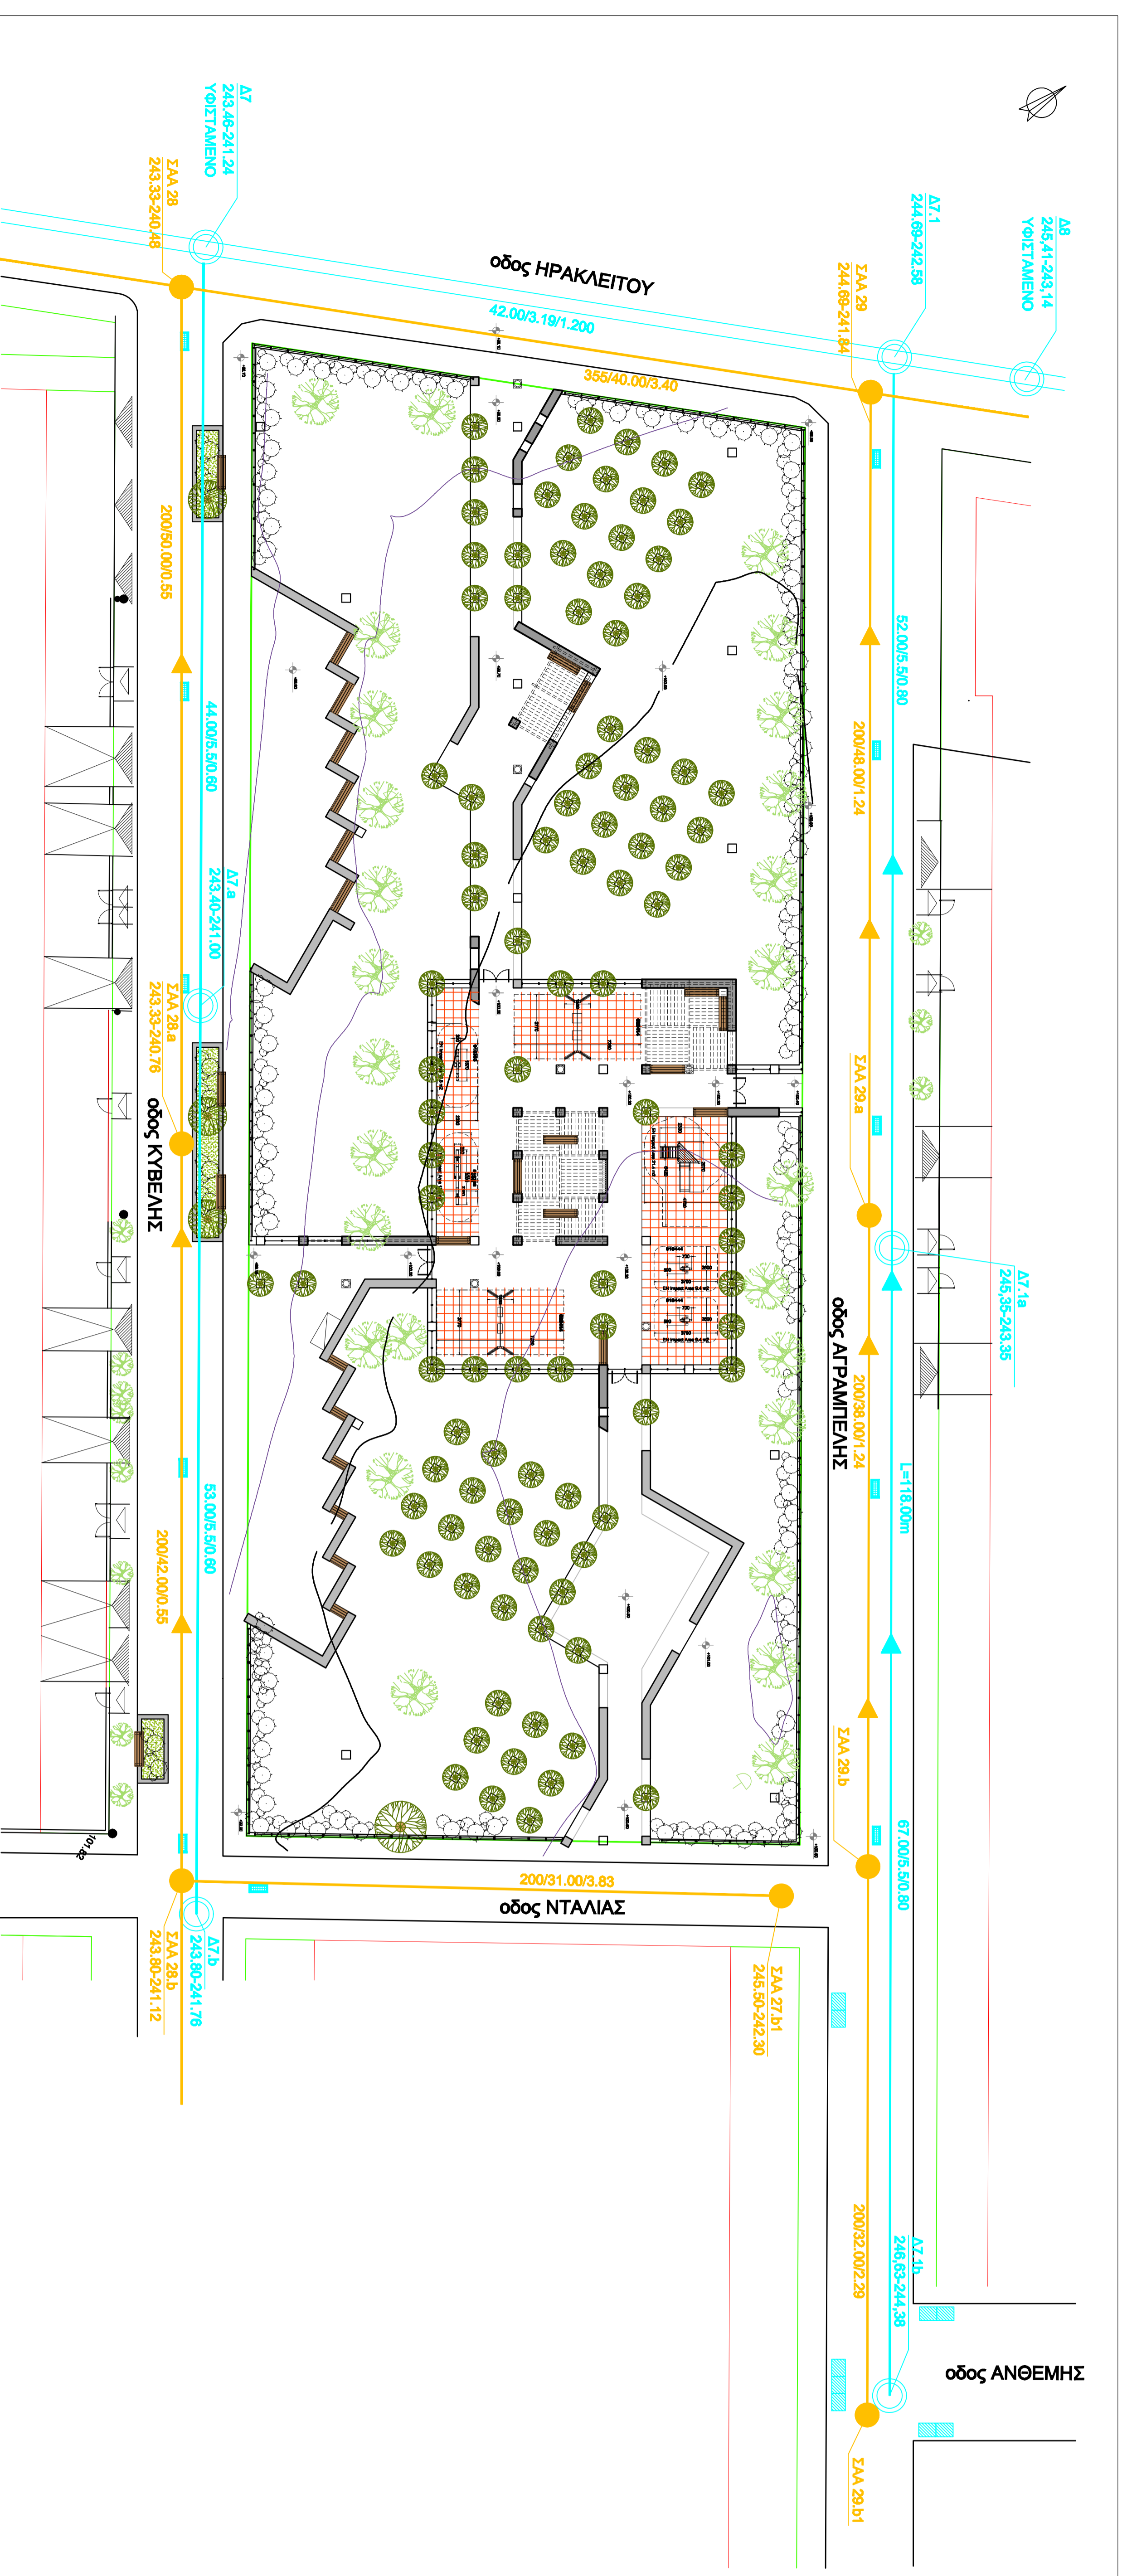 Δ7
243.46-241.24
ΥΦΙΣΤΑΜΕΝΟ
ΣΑΑ 28
243.33-240.48
οδος ΗΡΑΚΛΕΙΤΟΥ
42.00/3.19/1.200
355/40.00/3.40
Δ7.1
244.69-242.58
Δ8
245,41-243,14
ΥΦΙΣΤΑΜΕΝΟ
ΣΑΑ 29
244.69-241.84
52.00/5.5/0.80
200/48.00/1.24
200/50.00/0.55
44.00/5.5/0.60
Δ7.a
243.40-241.00
ΣΑΑ 28.a
243.33-240.76
οδος ΚΥΒΕΛΗΣ
ΣΑΑ 29.a
Δ7.1a
245,35-243.35
οδος ΑΓΡΑΜΠΕΛΗΣ
200/38.00/1.24
L=118.00m
53.00/5.5/0.60
200/42.00/0.55
ΣΑΑ 29.b
67.00/5.5/0.80
101.82
200/31.00/3.83
οδος ΝΤΑΛΙΑΣ
Δ7.b
243.80-241.76
ΣΑΑ 28.b
243.80-241.12
ΣΑΑ 27.b1
245.50-242.30
200/32.00/2.29
Δ7.1b
246,63-244,38
οδος ΑΝΘΕΜΗΣ
ΣΑΑ 29.b1